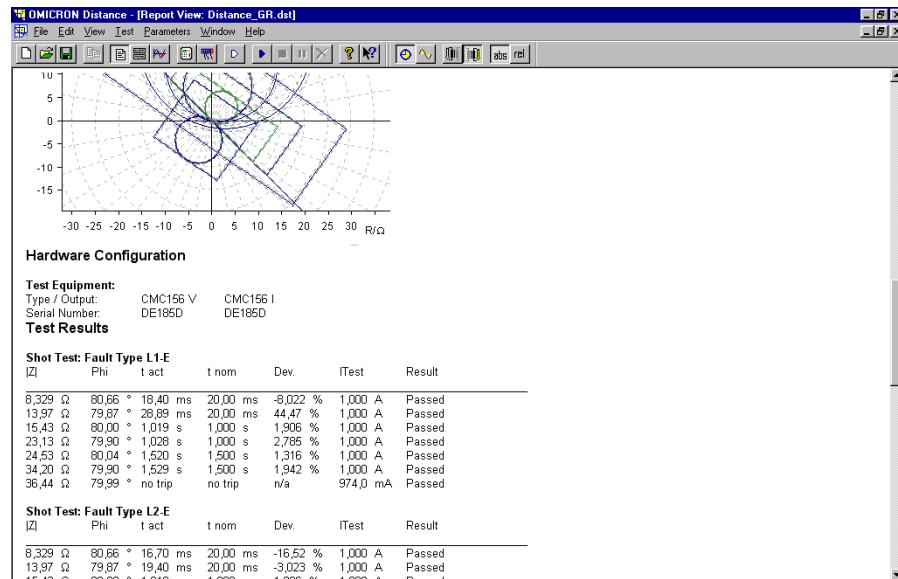 OMICRON Distance - [Report View: Distance_GR.dst]
File Edit View Test Parameters Window Help
abs rel
10
5
0
-5
-10
-15
-30 -25 -20 -15 -10 -5 0 5 10 15 20 25 30 R/Ω
Hardware Configuration
Test Equipment:
Type / Output: CMC156 V CMC156 I
Serial Number: DE185D DE185D
Test Results
Shot Test: Fault Type L1-E
|Z| Phi t act t nom Dev. ITest Result
8,329 Ω 80,66 ° 18,40 ms 20,00 ms -8,022 % 1,000 A Passed
13,97 Ω 79,87 ° 28,89 ms 20,00 ms 44,47 % 1,000 A Passed
15,43 Ω 80,00 ° 1,019 s 1,000 s 1,906 % 1,000 A Passed
23,13 Ω 79,90 ° 1,028 s 1,000 s 2,785 % 1,000 A Passed
24,53 Ω 80,04 ° 1,520 s 1,500 s 1,316 % 1,000 A Passed
34,20 Ω 79,90 ° 1,529 s 1,500 s 1,942 % 1,000 A Passed
36,44 Ω 79,99 ° no trip no trip n/a 974,0 mA Passed
Shot Test: Fault Type L2-E
|Z| Phi t act t nom Dev. ITest Result
8,329 Ω 80,66 ° 16,70 ms 20,00 ms -16,52 % 1,000 A Passed
13,97 Ω 79,87 ° 19,40 ms 20,00 ms -3,023 % 1,000 A Passed